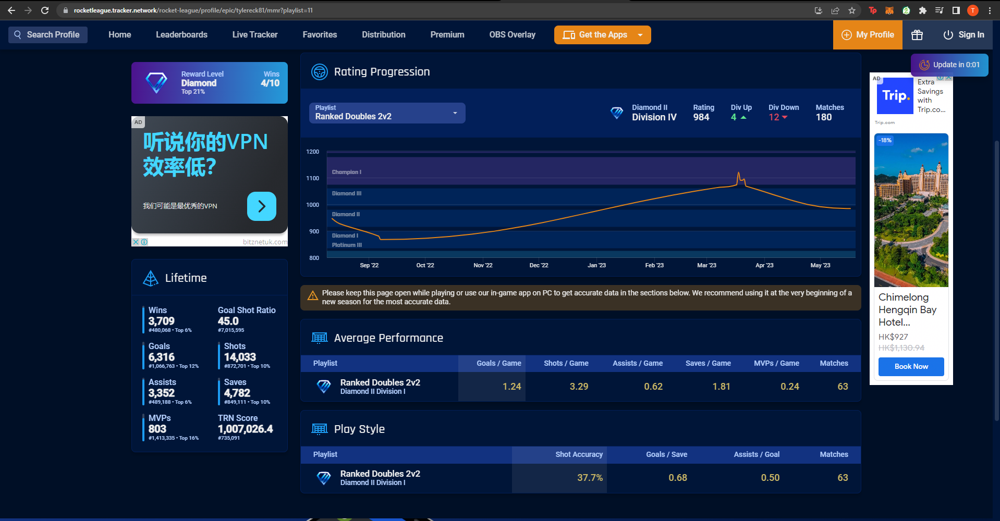 rocketleague.tracker.network/rocket-league/profile/epic/tylereck81/mmr?playlist=11
Tp
T
Search Profile
Home
Leaderboards
Live Tracker
Favorites
Distribution
Premium
OBS Overlay
Get the Apps
My Profile
Sign In
Update in 0:01
Reward Level
Diamond
Top 21%
Wins
4/10
AD
听说你的VPN
效率低?
我们可能是最优秀的VPN
bitznetuk.com
Lifetime
Wins
3,709
#480,068 • Top 6%
Goal Shot Ratio
45.0
#7,015,595
Goals
6,316
#1,066,763 • Top 12%
Shots
14,033
#872,701 • Top 10%
Assists
3,352
#489,188 • Top 6%
Saves
4,782
#849,111 • Top 10%
MVPs
803
#1,413,335 • Top 16%
TRN Score
1,007,026.4
#735,091
Rating Progression
Playlist
Ranked Doubles 2v2
Diamond II
Division IV
Rating
984
Div Up
4
Div Down
12
Matches
180
1200
1100
1000
900
800
Champion I
Diamond III
Diamond II
Diamond I
Platinum III
Sep '22
Oct '22
Nov '22
Dec '22
Jan '23
Feb '23
Mar '23
Apr '23
May '23
Please keep this page open while playing or use our in-game app on PC to get accurate data in the sections below. We recommend using it at the very beginning of a
new season for the most accurate data.
Average Performance
Playlist Goals / Game Shots / Game Assists / Game Saves / Game MVPs / Game Matches
Ranked Doubles 2v2
Diamond II Division I
1.24 3.29 0.62 1.81 0.24 63
Play Style
Playlist Shot Accuracy Goals / Save Assists / Goal Matches
Ranked Doubles 2v2
Diamond II Division I
37.7% 0.68 0.50 63
AD
Trip.
Extra
Savings
with
Trip.co...
Trip.com
-18%
Chimelong
Hengqin Bay
Hotel...
HK$927
HK$1,130.94
Book Now